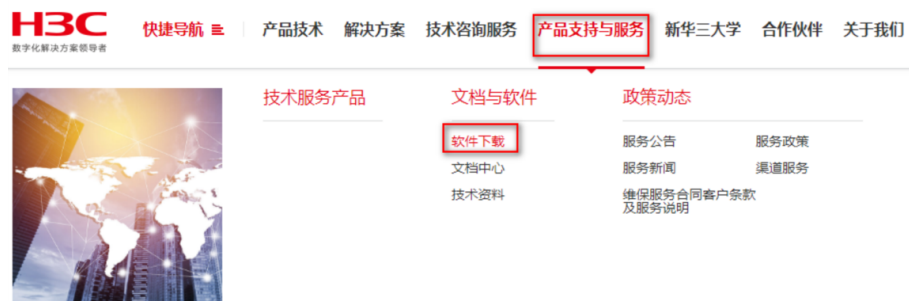 H3C
数字化解决方案领导者
快捷导航
产品技术 解决方案 技术咨询服务 产品支持与服务 新华三大学 合作伙伴 关于我们
技术服务产品 文档与软件 政策动态
软件下载 服务公告 服务政策
文档中心 服务新闻 渠道服务
技术资料 维保服务合同客户条款
及服务说明